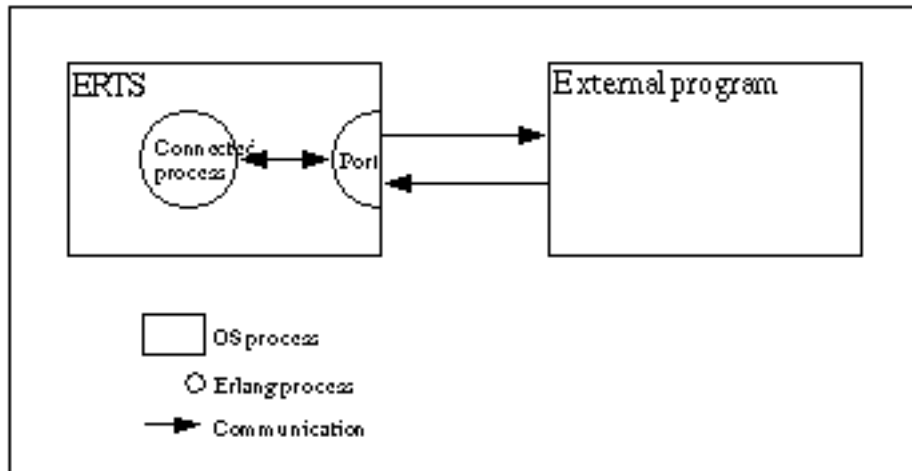 ERTS
External program
Connected
process
Port
OS process
Erlang process
Communication